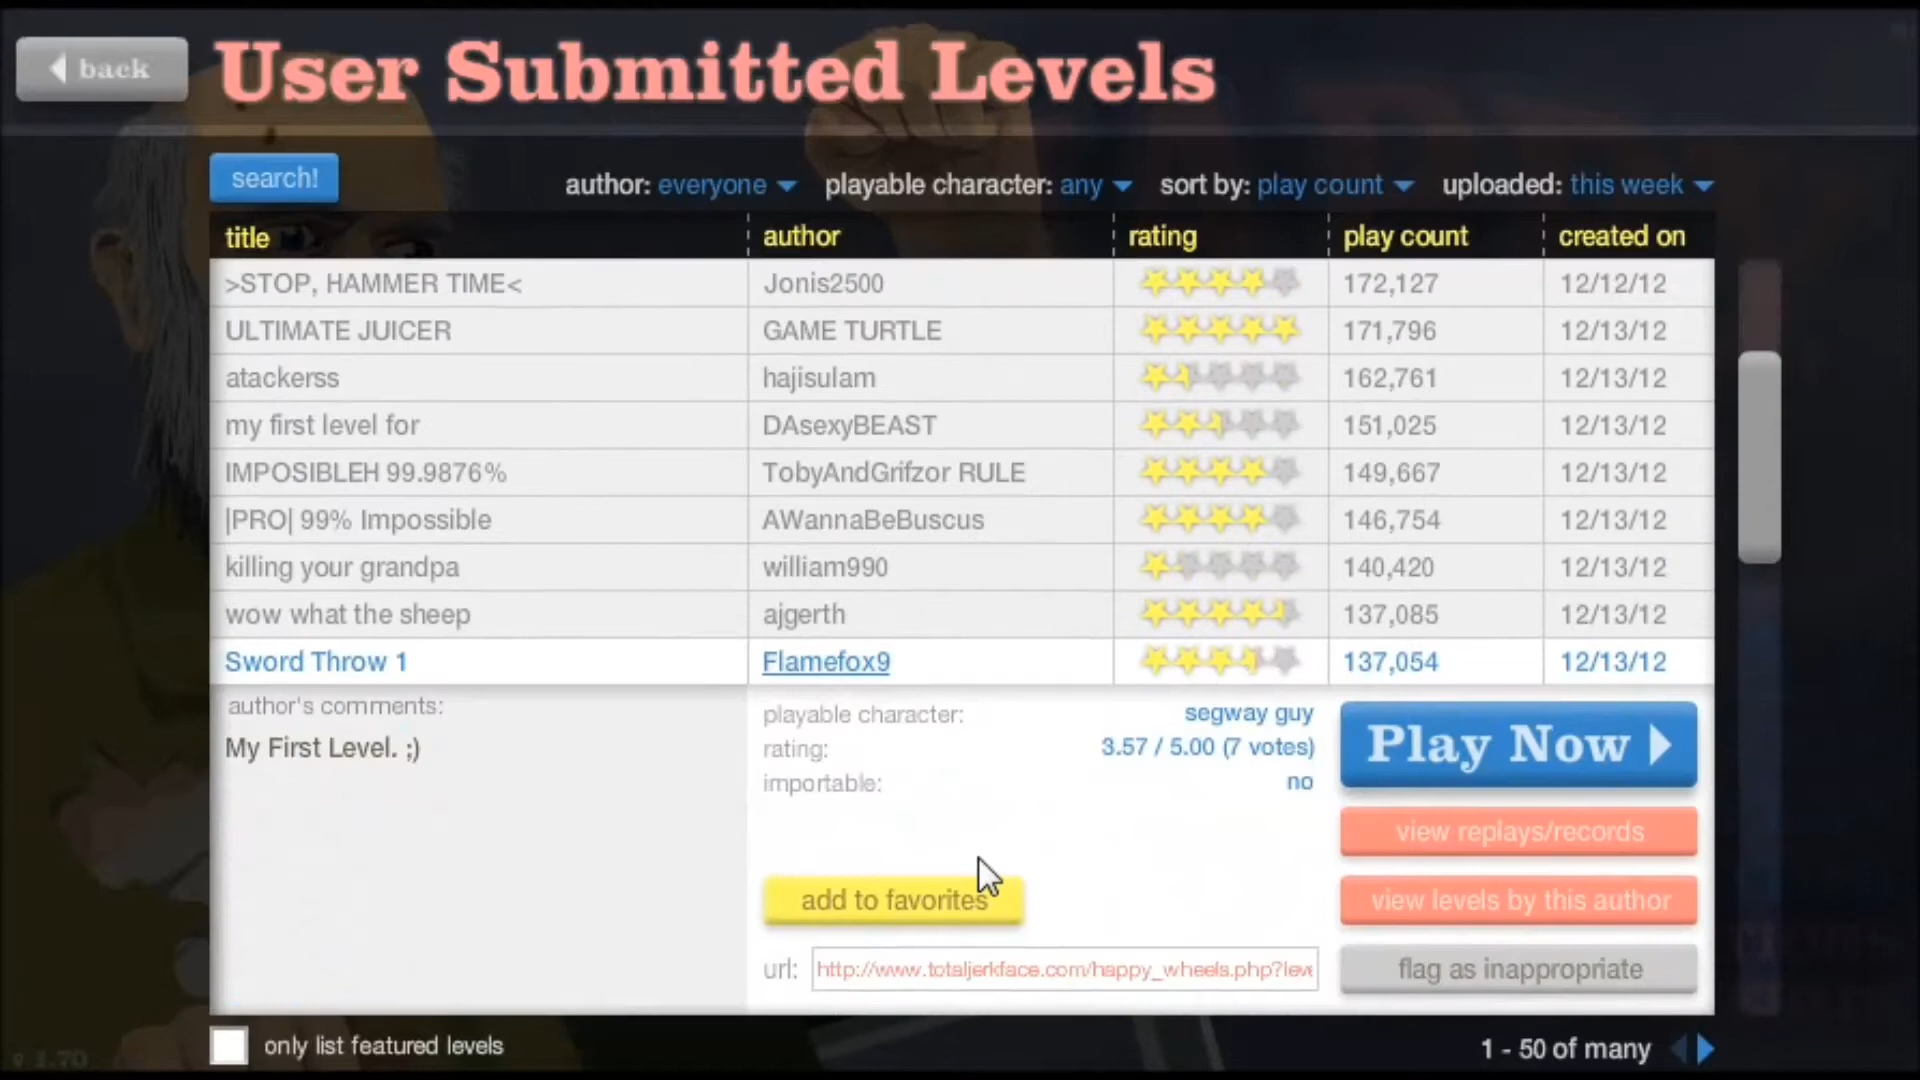 back
User Submitted Levels
search!
author: everyone
playable character: any
sort by: play count
uploaded: this week
title author rating play count created on
>STOP, HAMMER TIME< Jonis2500 172,127 12/12/12
ULTIMATE JUICER GAME TURTLE 171,796 12/13/12
atackerss hajisulam 162,761 12/13/12
my first level for DAsexyBEAST 151,025 12/13/12
IMPOSIBLEH 99.9876% TobyAndGrifzor RULE 149,667 12/13/12
|PRO| 99% Impossible AWannaBeBuscus 146,754 12/13/12
killing your grandpa william990 140,420 12/13/12
wow what the sheep ajgerth 137,085 12/13/12
Sword Throw 1 Flamefox9 137,054 12/13/12
author's comments:
My First Level. ;)
playable character: segway guy
rating: 3.57 / 5.00 (7 votes)
importable: no
add to favorites
url: http://www.totaljerkface.com/happy_wheels.php?leve
Play Now
view replays/records
view levels by this author
flag as inappropriate
only list featured levels
1 - 50 of many
v 1.70